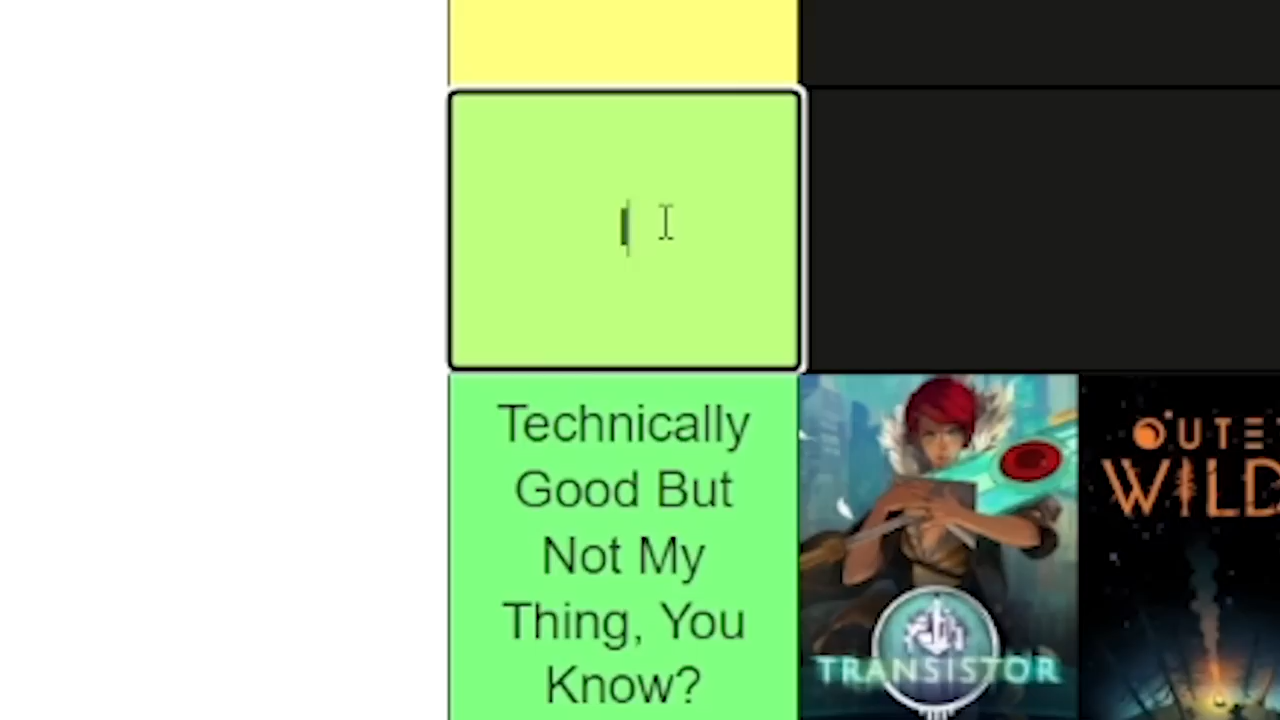 I
Technically
Good But
Not My
Thing, You
Know?
TRANSISTOR
OUTE
WILD